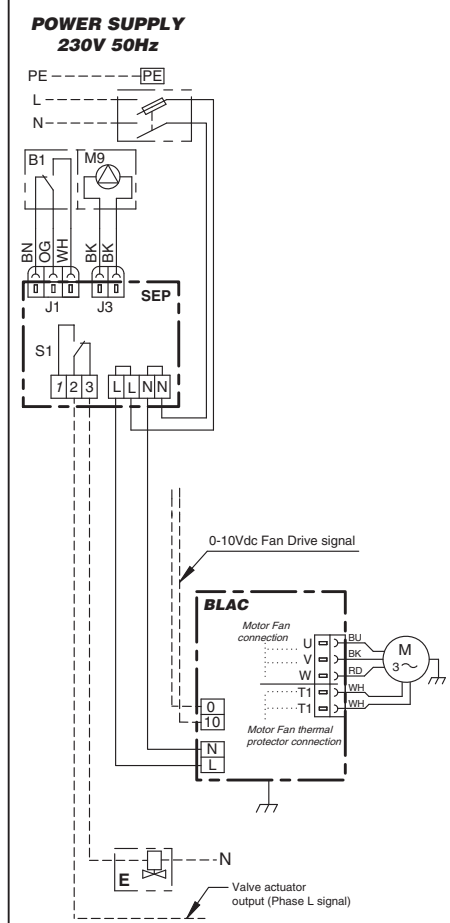 POWER SUPPLY
230V 50Hz
PE PE
L
N
B1 M9
BN OG WH BK BK
J1 J3 SEP
S1
1 2 3 L L N N
0-10Vdc Fan Drive signal
BLAC
Motor Fan
connection
U BU
V BK
W RD
M
3~
T1 WH
T1 WH
Motor Fan thermal
protector connection
0
10
N
L
E N
Valve actuator
output (Phase L signal)